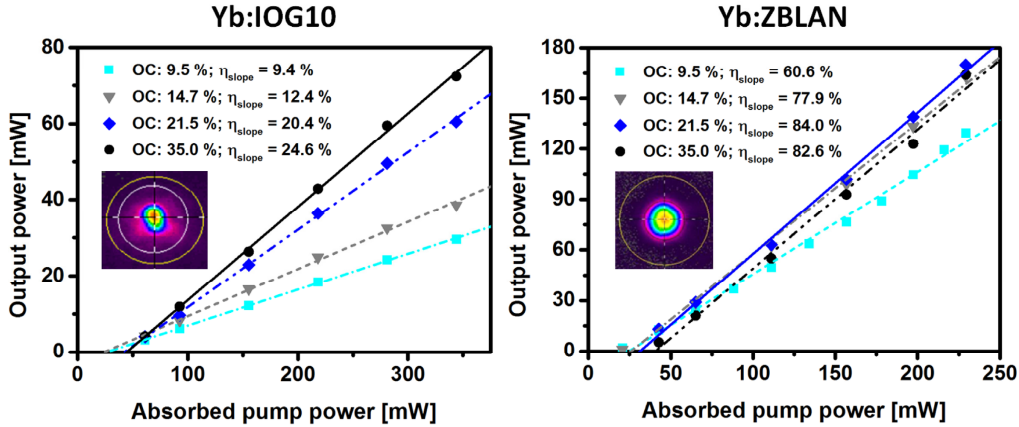 Yb:IOG10
80
60
40
20
0
Output power [mW]
OC: 9.5 %; ηslope = 9.4 %
OC: 14.7 %; ηslope = 12.4 %
OC: 21.5 %; ηslope = 20.4 %
OC: 35.0 %; ηslope = 24.6 %
0 100 200 300
Absorbed pump power [mW]
Yb:ZBLAN
180
150
120
90
60
30
0
Output power [mW]
OC: 9.5 %; ηslope = 60.6 %
OC: 14.7 %; ηslope = 77.9 %
OC: 21.5 %; ηslope = 84.0 %
OC: 35.0 %; ηslope = 82.6 %
0 50 100 150 200 250
Absorbed pump power [mW]